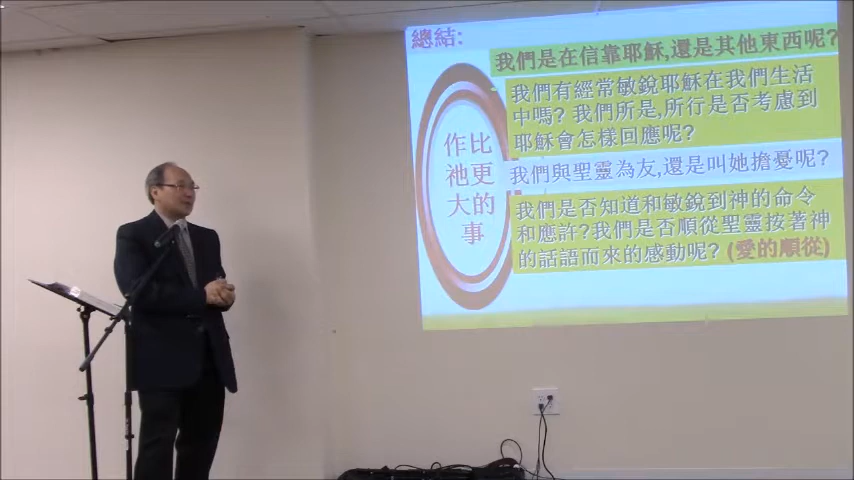 總結:
作比
祂更
大的
事
我們是在信靠耶穌,還是其他東西呢?
我們有經常敏銳耶穌在我們生活
中嗎? 我們所是,所行是否考慮到
耶穌會怎樣回應呢?
我們與聖靈為友,還是叫她擔憂呢?
我們是否知道和敏銳到神的命令
和應許?我們是否順從聖靈按著神
的話語而來的感動呢? (愛的順從)